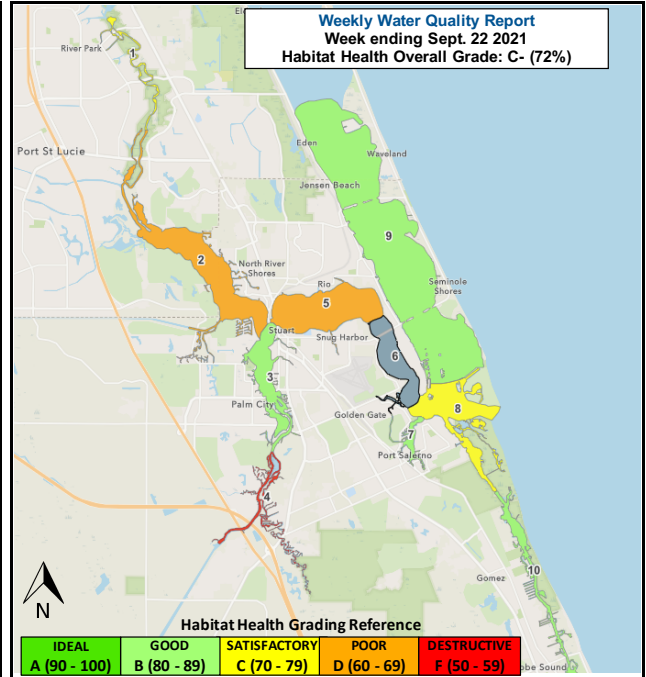 Weekly Water Quality Report
Week ending Sept. 22 2021
Habitat Health Overall Grade: C- (72%)
1
River Park
Port St Lucie
Eden
Waveland
Jensen Beach
9
2
North River
Shores
Rio
5
Seminole
Shores
Stuart
Snug Harbor
6
3
Palm City
Golden Gate
8
7
Port Salerno
4
Gomez
10
N
Habitat Health Grading Reference
IDEAL
A (90 - 100)
GOOD
B (80 - 89)
SATISFACTORY
C (70 - 79)
POOR
D (60 - 69)
DESTRUCTIVE
F (50 - 59)
obe Sound